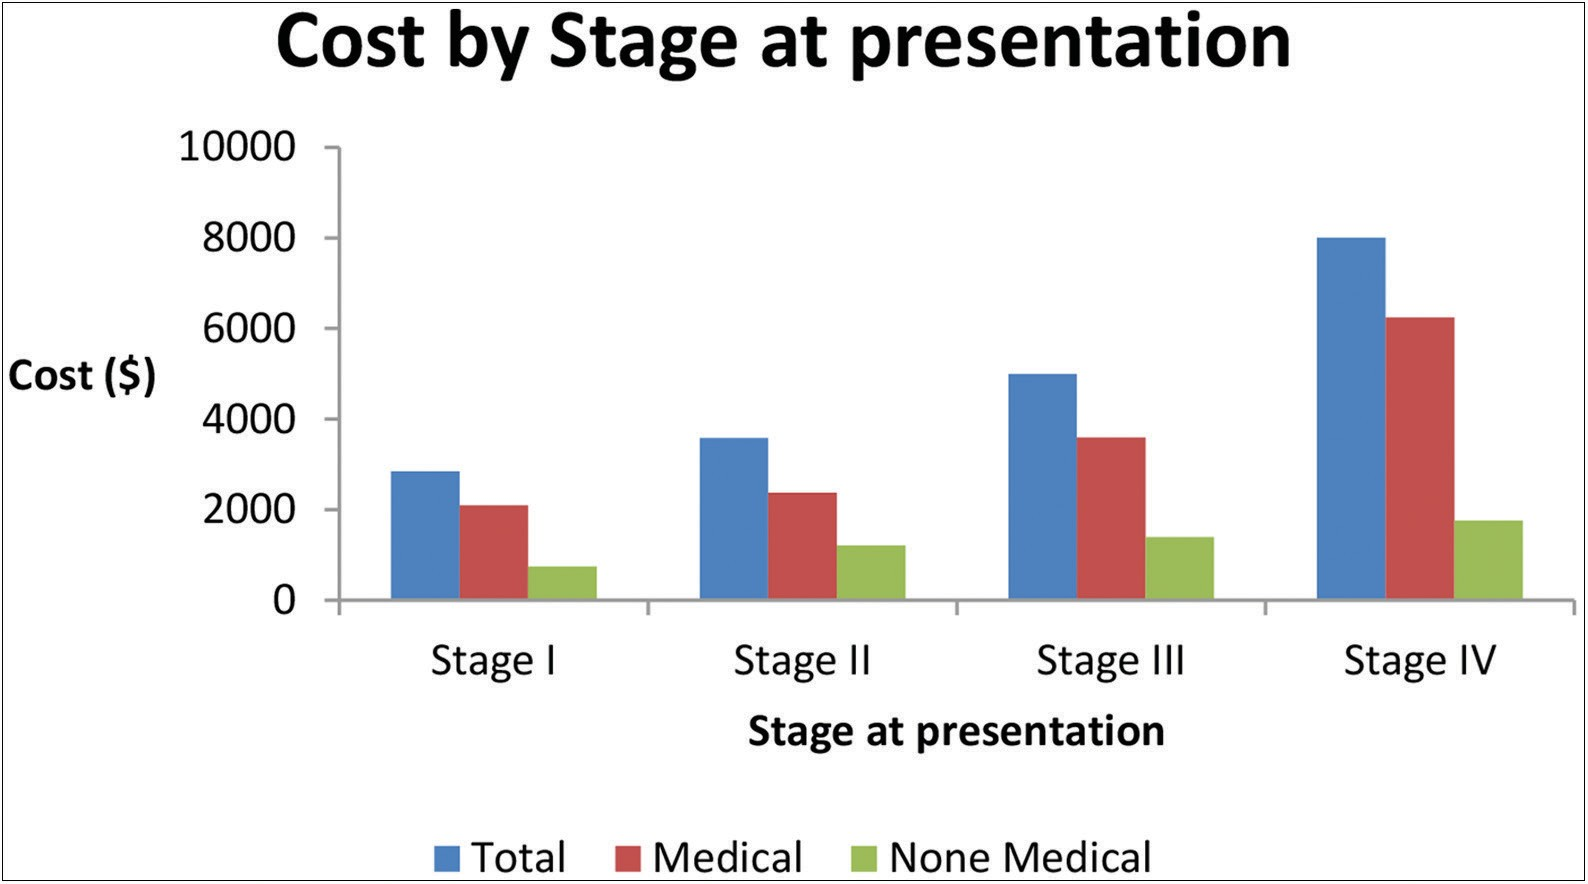 Cost by Stage at presentation
10000
8000
6000
4000
2000
0
Cost ($)
Stage I
Stage II
Stage III
Stage IV
Stage at presentation
Total
Medical
None Medical